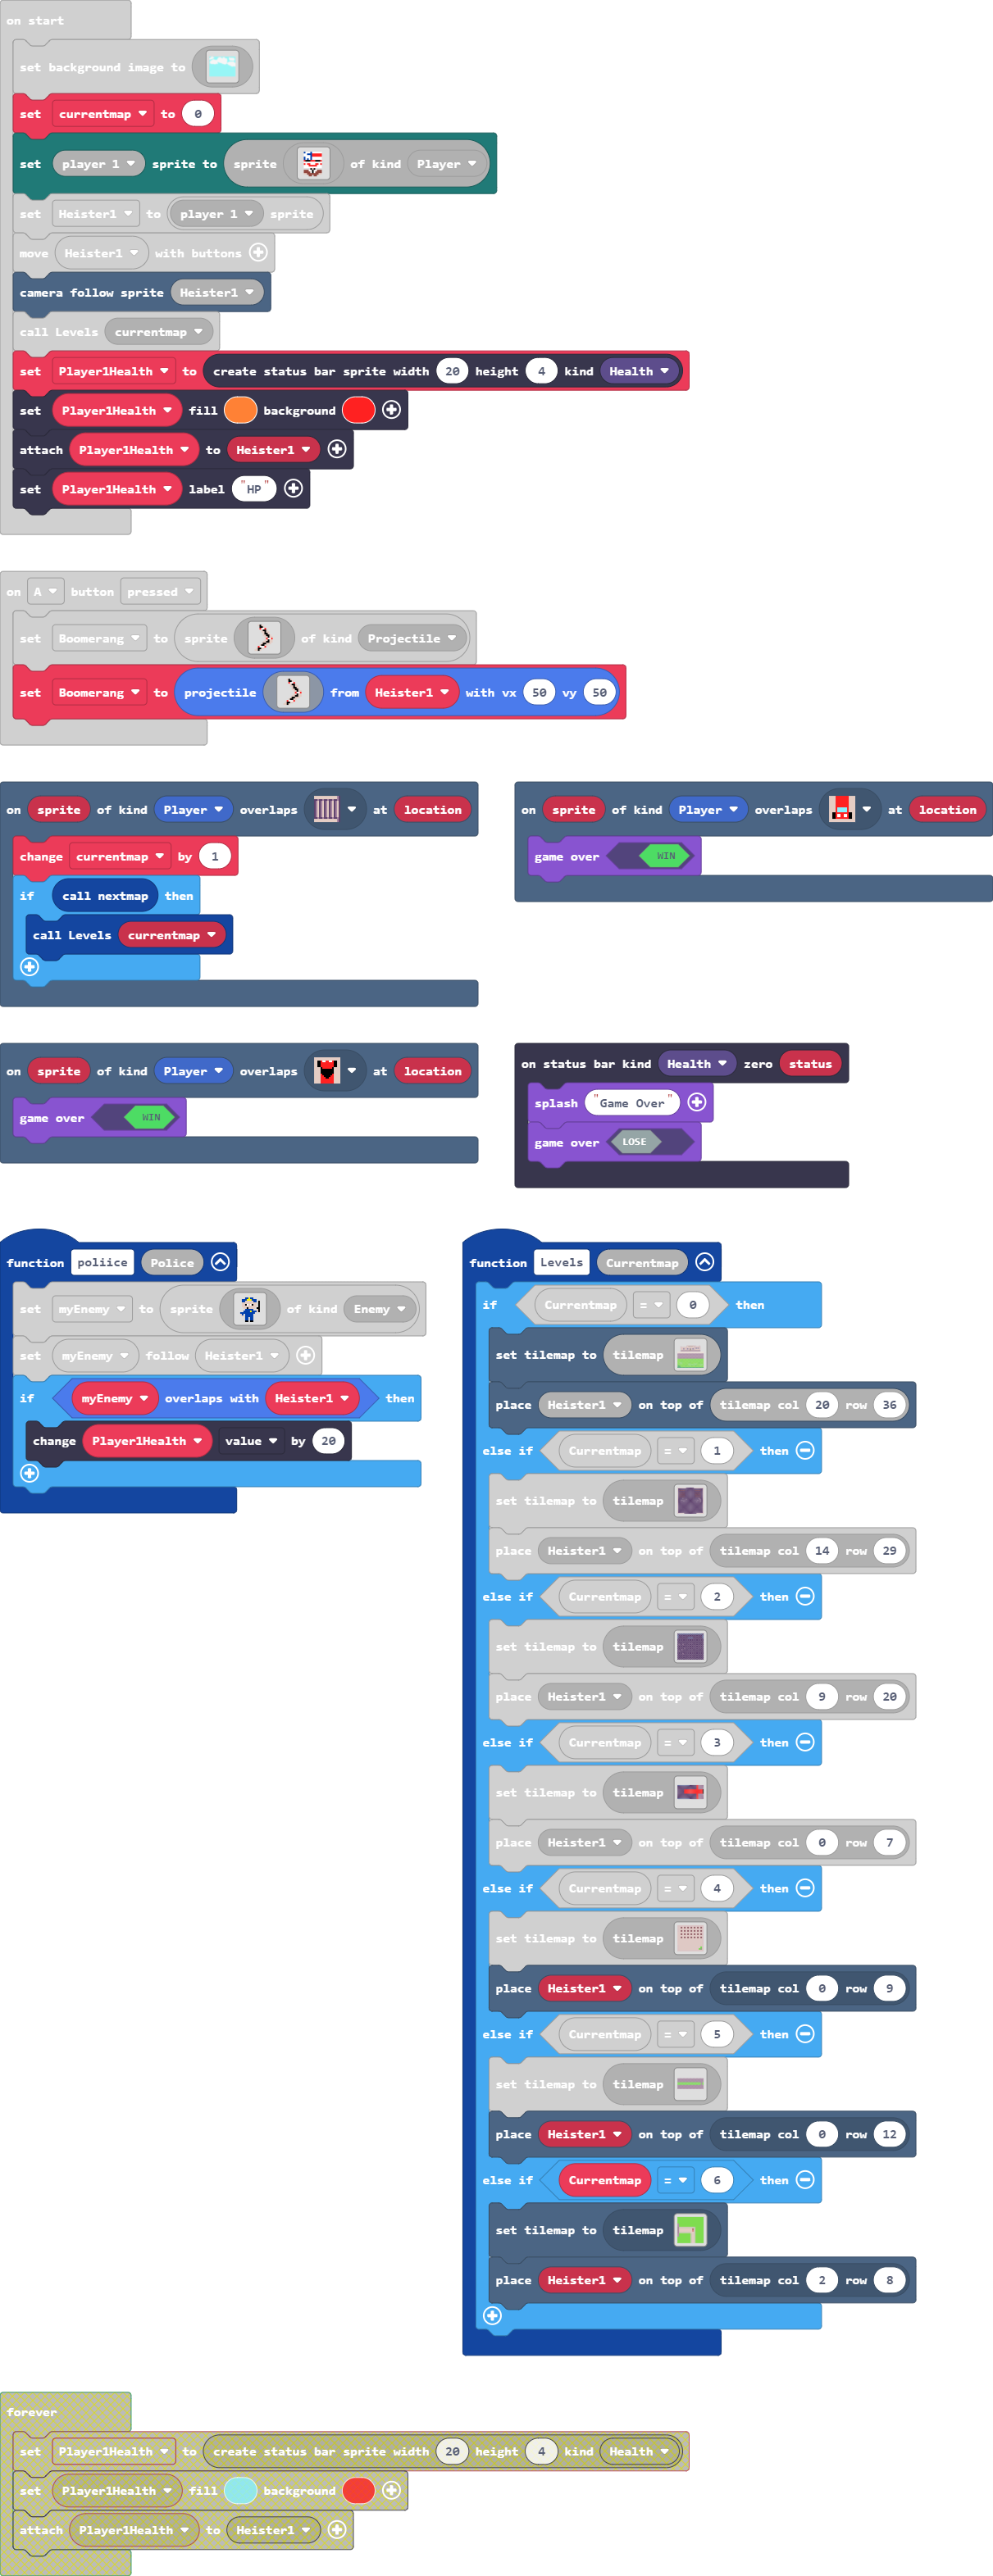 on start
set background image to
set currentmap to 0
set player 1 sprite to sprite of kind Player
set Heister1 to player 1 sprite
move Heister1 with buttons
camera follow sprite Heister1
call Levels currentmap
set Player1Health to create status bar sprite width 20 height 4 kind Health
set Player1Health fill background
attach Player1Health to Heister1
set Player1Health label "HP"
on A button pressed
set Boomerang to sprite of kind Projectile
set Boomerang to projectile from Heister1 with vx 50 vy 50
on sprite of kind Player overlaps at location
change currentmap by 1
if call nextmap then
call Levels currentmap
on sprite of kind Player overlaps at location
game over WIN
on sprite of kind Player overlaps at location
game over WIN
on status bar kind Health zero status
splash "Game Over"
game over LOSE
function poliice Police
set myEnemy to sprite of kind Enemy
set myEnemy follow Heister1
if myEnemy overlaps with Heister1 then
change Player1Health value by 20
function Levels Currentmap
if Currentmap = 0 then
set tilemap to tilemap
place Heister1 on top of tilemap col 20 row 36
else if Currentmap = 1 then
set tilemap to tilemap
place Heister1 on top of tilemap col 14 row 29
else if Currentmap = 2 then
set tilemap to tilemap
place Heister1 on top of tilemap col 9 row 20
else if Currentmap = 3 then
set tilemap to tilemap
place Heister1 on top of tilemap col 0 row 7
else if Currentmap = 4 then
set tilemap to tilemap
place Heister1 on top of tilemap col 0 row 9
else if Currentmap = 5 then
set tilemap to tilemap
place Heister1 on top of tilemap col 0 row 12
else if Currentmap = 6 then
set tilemap to tilemap
place Heister1 on top of tilemap col 2 row 8
forever
set Player1Health to create status bar sprite width 20 height 4 kind Health
set Player1Health fill background
attach Player1Health to Heister1